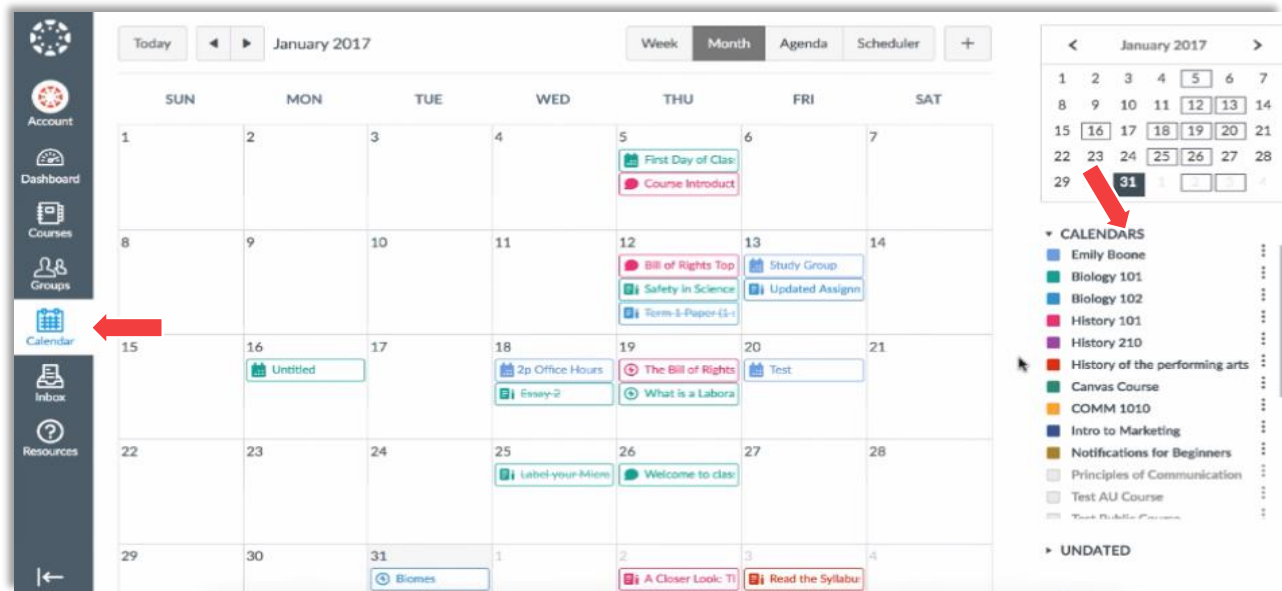 Account
Dashboard
Courses
Groups
Calendar
Inbox
Resources
Today January 2017 Week Month Agenda Scheduler +
SUN MON TUE WED THU FRI SAT
1 2 3 4 5 6 7
First Day of Clas
Course Introduct
8 9 10 11 12 13 14
Bill of Rights Top Study Group
Safety in Science Updated Assignm
Term 1 Paper (1-
15 16 17 18 19 20 21
Untitled 2p Office Hours The Bill of Rights Test
Essay 2 What is a Labora
22 23 24 25 26 27 28
Label your Micro Welcome to clas
29 30 31 1 2 3 4
Biomes A Closer Look: Tl Read the Syllabu
< January 2017 >
1 2 3 4 5 6 7
8 9 10 11 12 13 14
15 16 17 18 19 20 21
22 23 24 25 26 27 28
29 31 1 2 3 4
CALENDARS
Emily Boone
Biology 101
Biology 102
History 101
History 210
History of the performing arts
Canvas Course
COMM 1010
Intro to Marketing
Notifications for Beginners
Principles of Communication
Test AU Course
Test Public Course
UNDATED